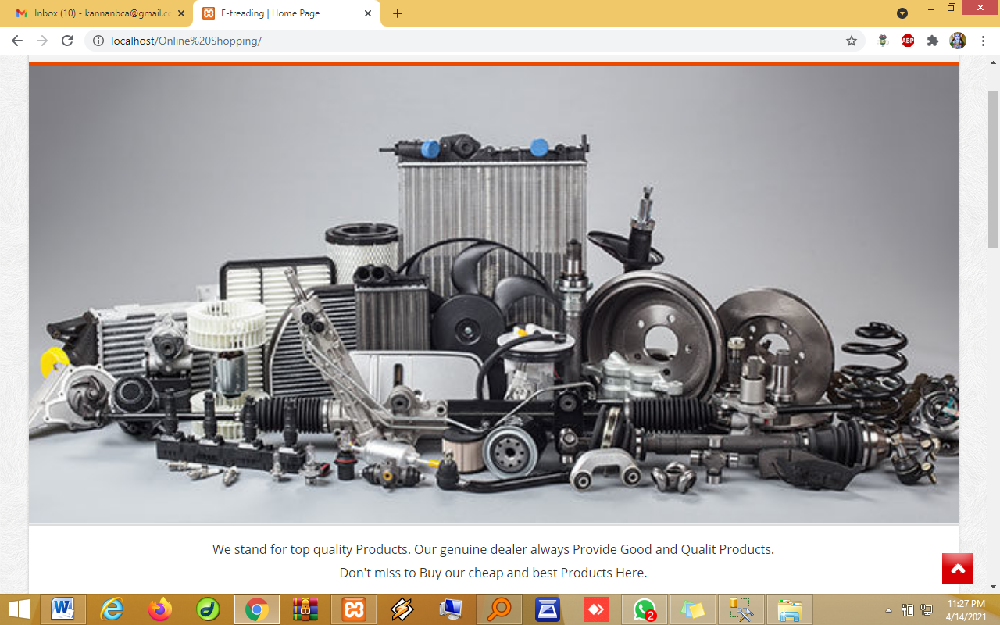 Inbox (10) - kannanbca@gmail.co
E-treading | Home Page
localhost/Online%20Shopping/
ABP
We stand for top quality Products. Our genuine dealer always Provide Good and Qualit Products.
Don't miss to Buy our cheap and best Products Here.
2
11:27 PM
4/14/2021